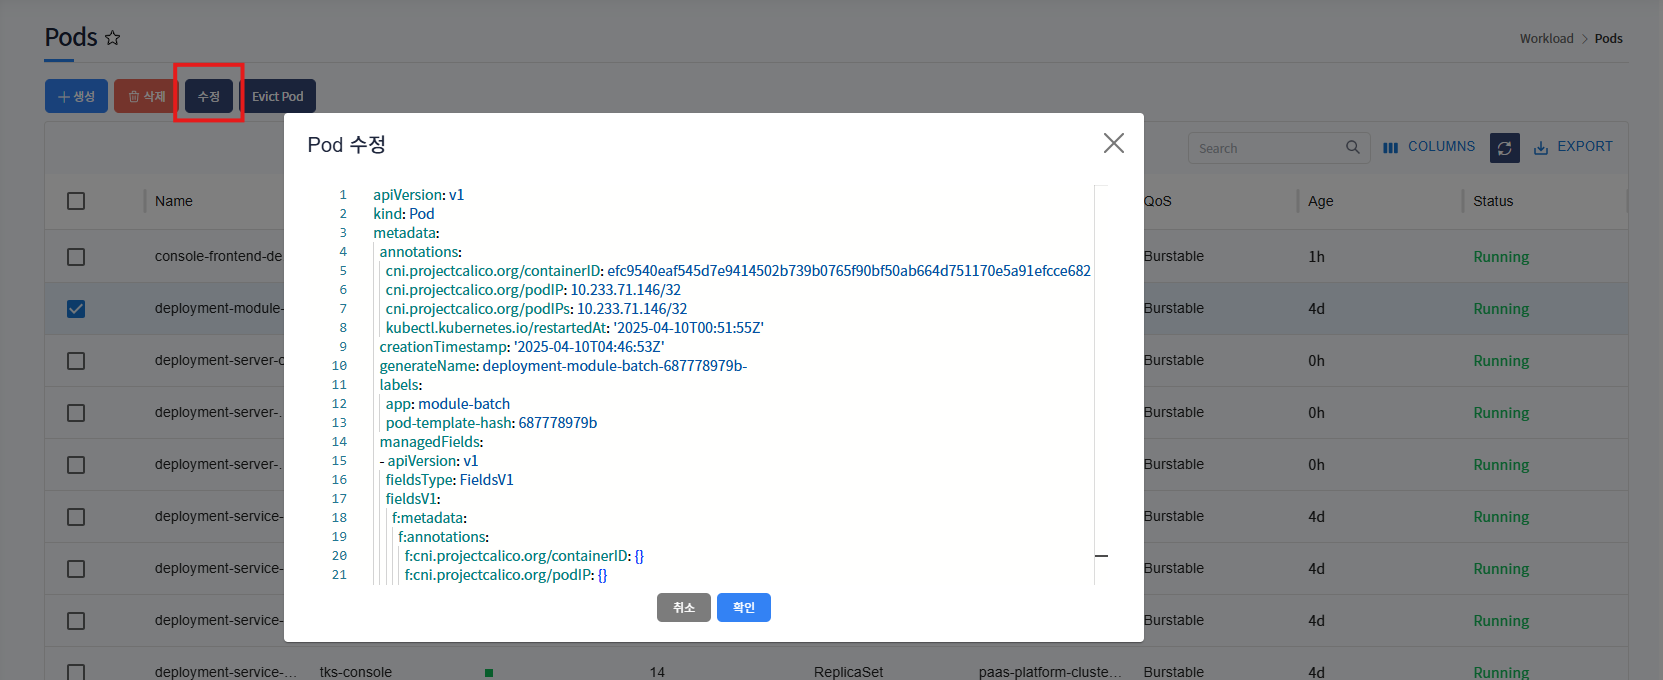 Pods
Workload > Pods
생성
삭제
수정
Evict Pod
Pod 수정
Search
COLUMNS
EXPORT
Name
QoS
Age
Status
1 apiVersion: v1
2 kind: Pod
3 metadata:
4 annotations:
5 cni.projectcalico.org/containerID: efc9540eaf545d7e9414502b739b0765f90bf50ab664d751170e5a91efcce682
6 cni.projectcalico.org/podIP: 10.233.71.146/32
7 cni.projectcalico.org/podIPs: 10.233.71.146/32
8 kubectl.kubernetes.io/restartedAt: '2025-04-10T00:51:55Z'
9 creationTimestamp: '2025-04-10T04:46:53Z'
10 generateName: deployment-module-batch-687778979b-
11 labels:
12 app: module-batch
13 pod-template-hash: 687778979b
14 managedFields:
15 - apiVersion: v1
16 fieldsType: FieldsV1
17 fieldsV1:
18 f:metadata:
19 f:annotations:
20 f:cni.projectcalico.org/containerID: {}
21 f:cni.projectcalico.org/podIP: {}
취소
확인
console-frontend-de Burstable 1h Running
deployment-module- Burstable 4d Running
deployment-server-c Burstable 0h Running
deployment-server-. Burstable 0h Running
deployment-server-. Burstable 0h Running
deployment-service- Burstable 4d Running
deployment-service- Burstable 4d Running
deployment-service- Burstable 4d Running
deployment-service-... tks-console 14 ReplicaSet paas-platform-cluste... Burstable 4d Running